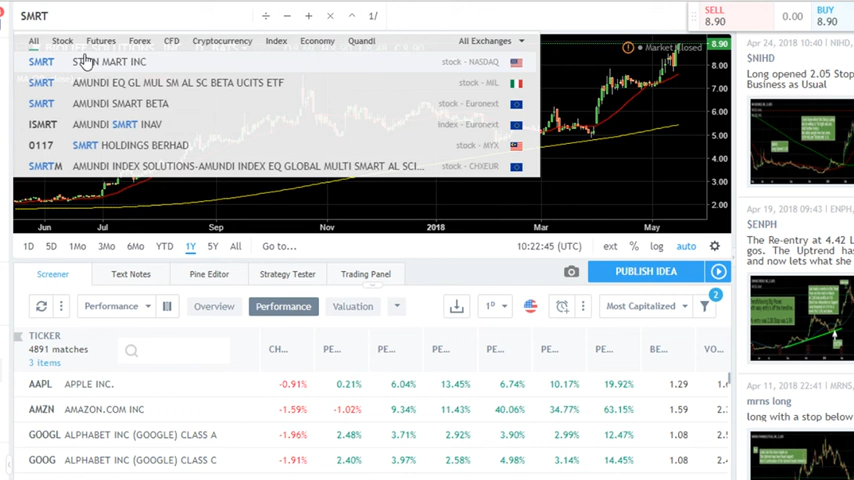 SMRT
1/
SELL
8.90
0.00
BUY
8.90
All Stock Futures Forex CFD Cryptocurrency Index Economy Quandl All Exchanges
SMRT MART INC stock - NASDAQ
SMRT AMUNDI EQ GL MUL SM AL SC BETA UCITS ETF stock - MIL
SMRT AMUNDI SMART BETA stock - Euronext
ISMRT AMUNDI SMRT INAV index - Euronext
0117 SMRT HOLDINGS BERHAD stock - MYX
SMRTM AMUNDI INDEX SOLUTIONS-AMUNDI INDEX EQ GLOBAL MULTI SMART AL SCI... stock - CHXEUR
Market Closed
8.90
8.00
7.00
6.00
5.00
4.00
3.00
2.00
Jun Jul Sep Nov 2018 Mar May
1D 5D 1Mo 3Mo 6Mo YTD 1Y 5Y All Go to... 10:22:45 (UTC) ext % log auto
Screener Text Notes Pine Editor Strategy Tester Trading Panel PUBLISH IDEA
Performance Overview Performance Valuation 1D Most Capitalized 2
TICKER
4891 matches
3 items
CH... PE... PE... PE... PE... PE... PE... BE... VO...
AAPL APPLE INC. -0.91% 0.21% 6.04% 13.45% 6.74% 10.17% 19.92% 1.29
AMZN AMAZON.COM INC -1.59% -1.02% 9.34% 11.43% 40.06% 34.77% 63.15% 1.59
GOOGL ALPHABET INC (GOOGLE) CLASS A -1.96% 2.48% 3.71% 2.92% 3.90% 2.99% 12.47% 1.08
GOOG ALPHABET INC (GOOGLE) CLASS C -1.91% 2.40% 3.97% 2.58% 4.98% 3.14% 14.45% 1.08
Apr 24, 2018 10:40 | NIHD,
$NIHD
Long opened 2.05 Stop
Business as Usual
Apr 19, 2018 09:43 | ENPH,
$ENPH
The Re-entry at 4.42 L
gos. The Uptrend has
and now lets what she
Apr 11, 2018 22:41 | MRNS,
mrns long
long with a stop below